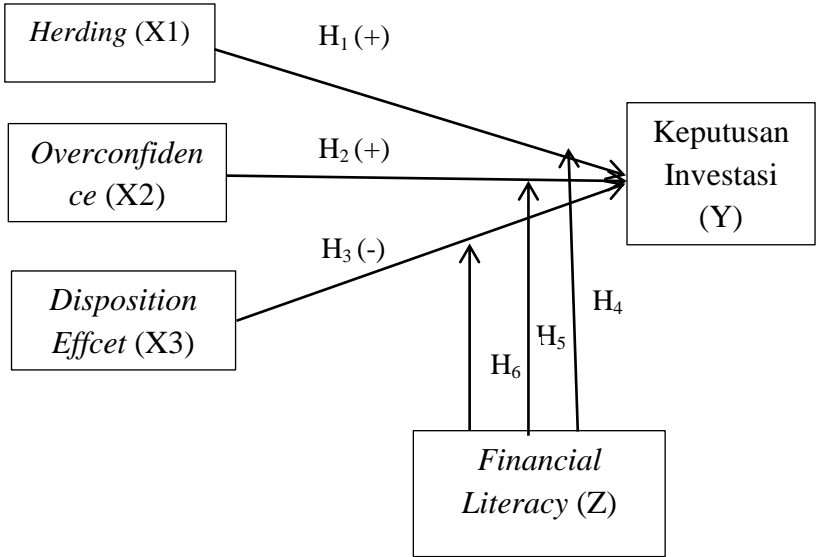 Herding (X1)
H₁ (+)
Keputusan
Investasi
(Y)
Overconfiden
ce (X2)
H₂ (+)
H₃ (-)
Disposition
Effcet (X3)
H₄
H₅
H₆
Financial
Literacy (Z)